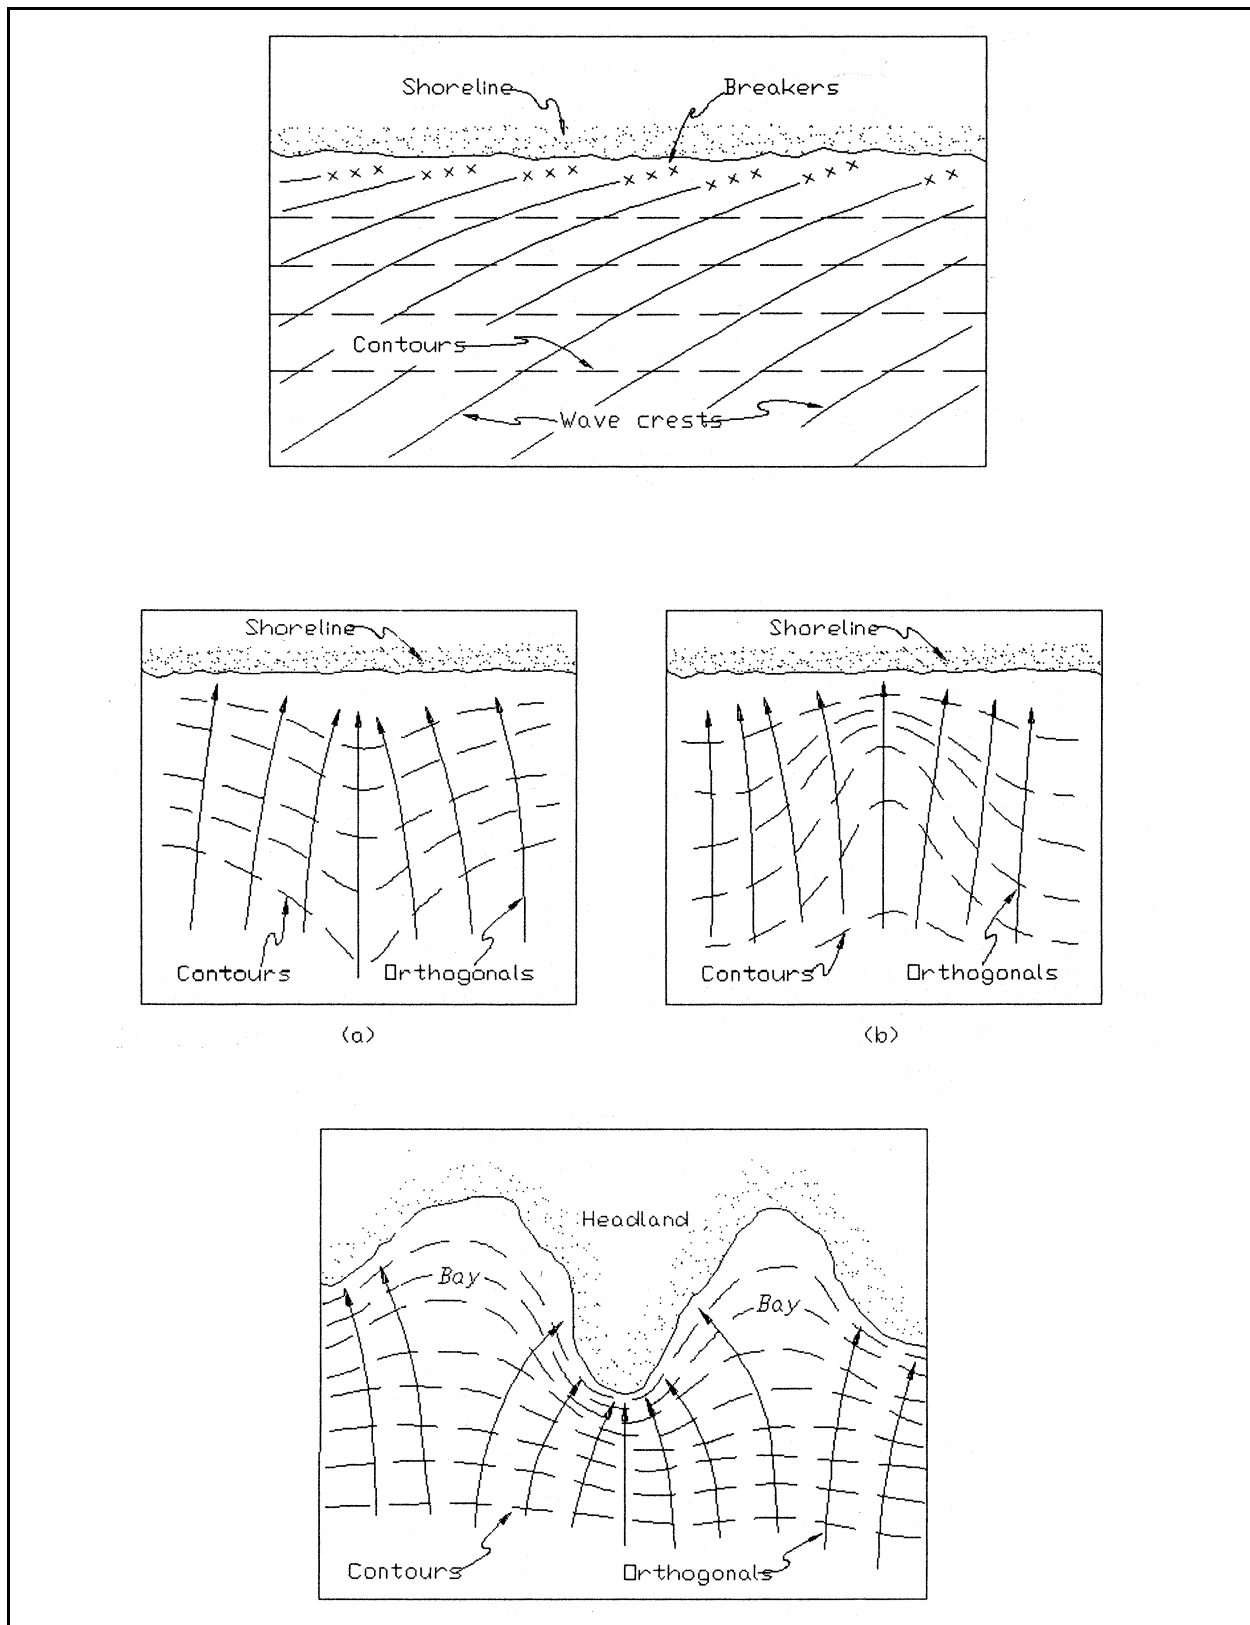 Shoreline Breakers
Contours
Wave crests
Shoreline
Contours Orthogonals
(a)
Shoreline
Contours Orthogonals
(b)
Headland
Bay
Bay
Contours Orthogonals